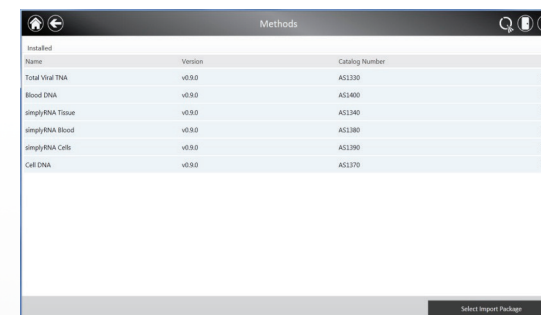 Methods
Installed
Name Version Catalog Number
Total Viral TNA v0.9.0 AS1330
Blood DNA v0.9.0 AS1400
simplyRNA Tissue v0.9.0 AS1340
simplyRNA Blood v0.9.0 AS1380
simplyRNA Cells v0.9.0 AS1390
Cell DNA v0.9.0 AS1370
Select Import Package